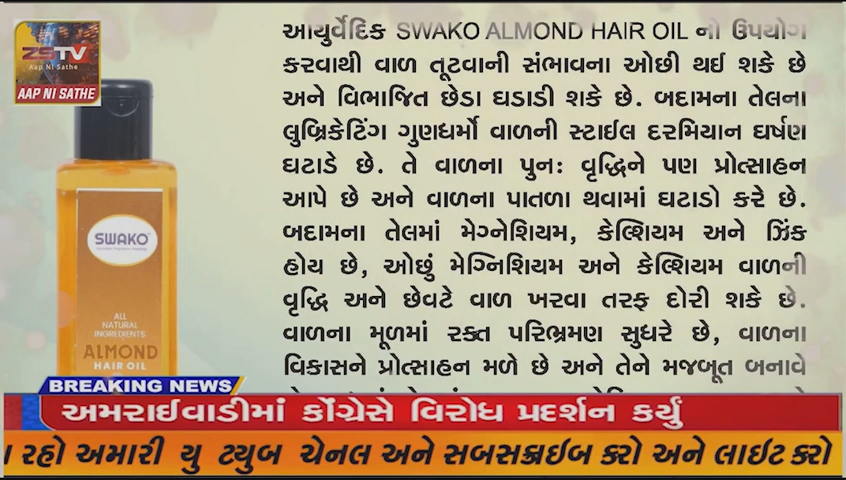 ZSTV
Aap Ni Sathe
AAP NI SATHE
આયુર્વેદિક SWAKO ALMOND HAIR OIL નો ઉપયોગ
કરવાથી વાળ તૂટવાની સંભાવના ઓછી થઈ શકે છે
અને વિભાજિત છેડા ઘડાડી શકે છે. બદામના તેલના
લુબ્રિકેટિંગ ગુણધર્મો વાળની સ્ટાઈલ દરમિયાન ઘર્ષણ
ઘટાડે છે. તે વાળના પુનઃ વૃદ્ધિને પણ પ્રોત્સાહન
આપે છે અને વાળના પાતળા થવામાં ઘટાડો કરે છે.
બદામના તેલમાં મેગ્નેશિયમ, કેલ્શિયમ અને ઝિંક
હોય છે, ઓછું મેગ્નિશિયમ અને કેલ્શિયમ વાળની
વૃદ્ધિ અને છેવટે વાળ ખરવા તરફ દોરી શકે છે.
વાળના મૂળમાં રક્ત પરિભ્રમણ સુધરે છે, વાળના
વિકાસને પ્રોત્સાહન મળે છે અને તેને મજબૂત બનાવે
SWAKO
ALL
NATURAL
INGREDIENTS
ALMOND
HAIR OIL
BREAKING NEWS
અમરાઈવાડીમાં કોંગ્રેસે વિરોધ પ્રદર્શન કર્યું
રહો અમારી યુ ટ્યુબ ચેનલ અને સબસક્રાઇબ કરો અને લાઈટ કરો